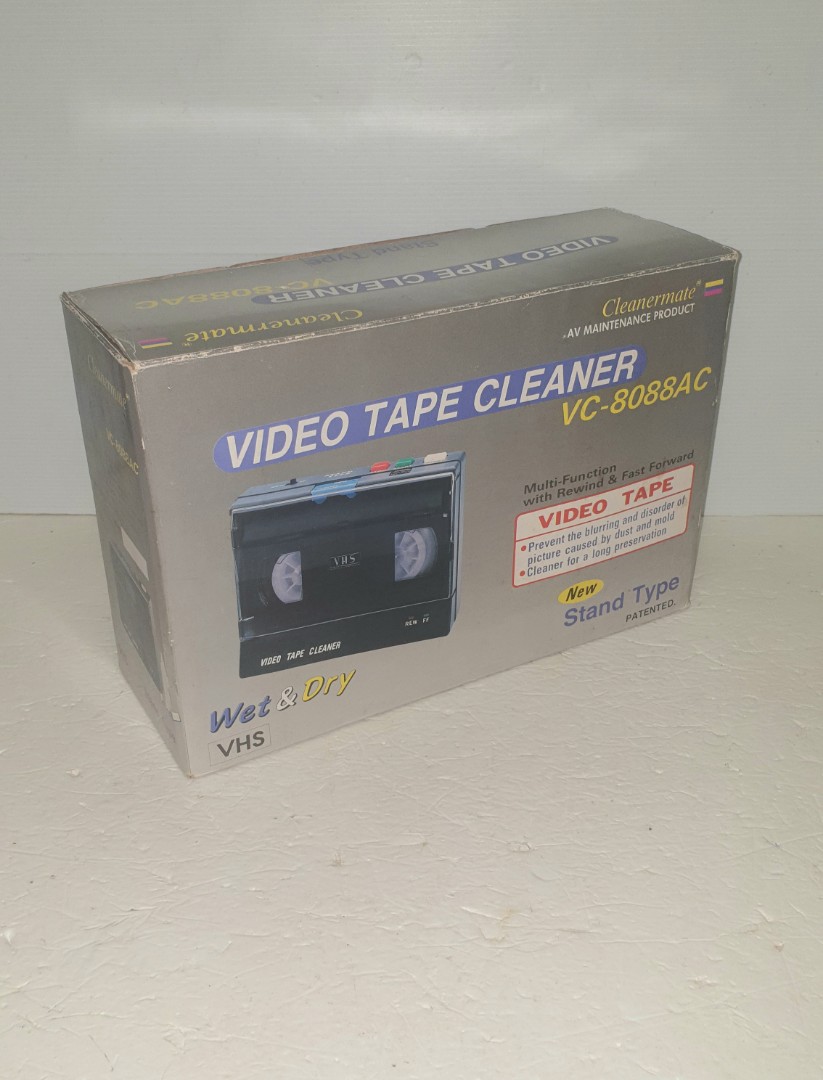 Stand Type
VIDEO TAPE CLEANER
VC-8088AC
Cleanermate
Cleanermate
VC-8088AC
Cleanermate
AV MAINTENANCE PRODUCT
VIDEO TAPE CLEANER
VC-8088AC
Multi-Function
with Rewind & Fast Forward
VIDEO TAPE
• Prevent the blurring and disorder of
picture caused by dust and mold
• Cleaner for a long preservation
New
Stand Type
PATENTED.
VHS
REW FF
VIDEO TAPE CLEANER
Wet & Dry
VHS